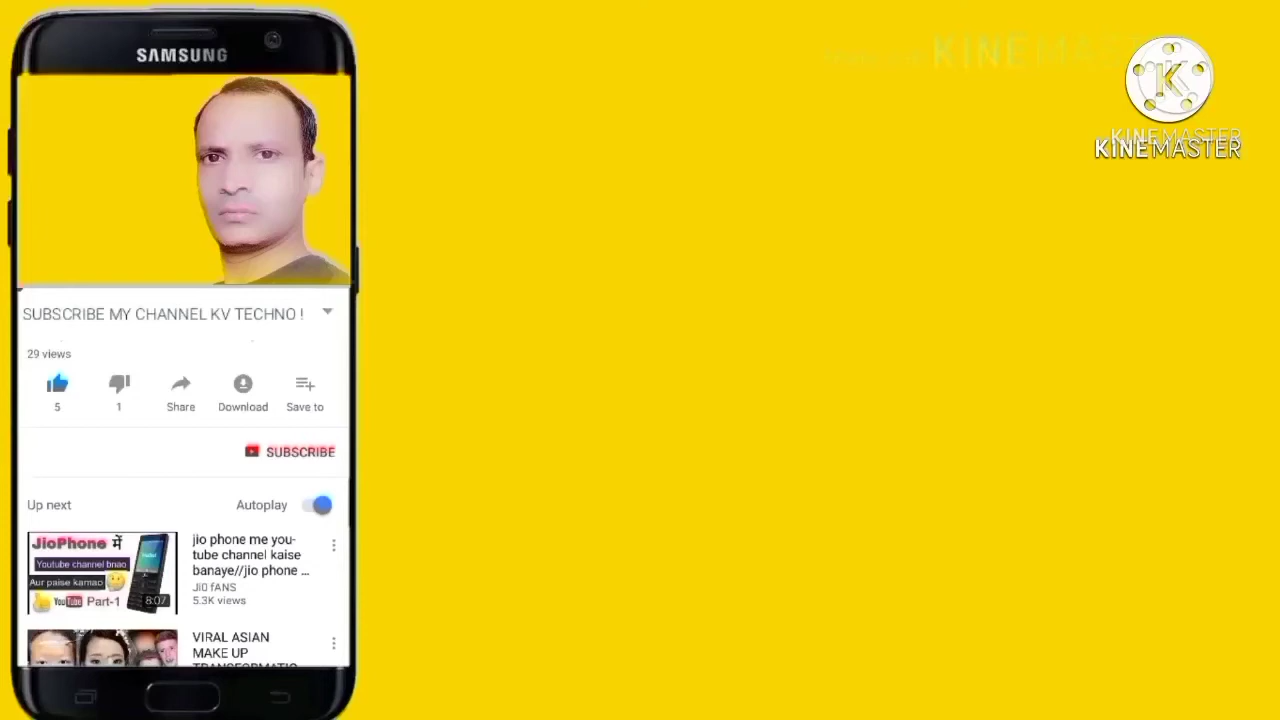 SAMSUNG
KINEMASTER
K
KINEMASTER
KINEMASTER
SUBSCRIBE MY CHANNEL KV TECHNO !
29 views
5
1
Share
Download
Save to
SUBSCRIBE
Up next
Autoplay
JioPhone में
Youtube channel bnao
Aur paise kamao
YouTube Part-1
8:07
jio phone me you-
tube channel kaise
banaye//jio phone ...
JiO fANS
5.3K views
VIRAL ASIAN
MAKE UP
TRANSFORMATIO